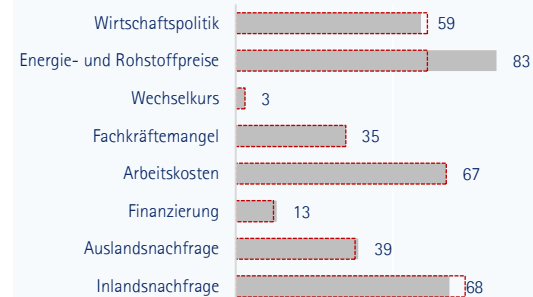 Wirtschaftspolitik 59
Energie- und Rohstoffpreise 83
Wechselkurs 3
Fachkräftemangel 35
Arbeitskosten 67
Finanzierung 13
Auslandsnachfrage 39
Inlandsnachfrage 68